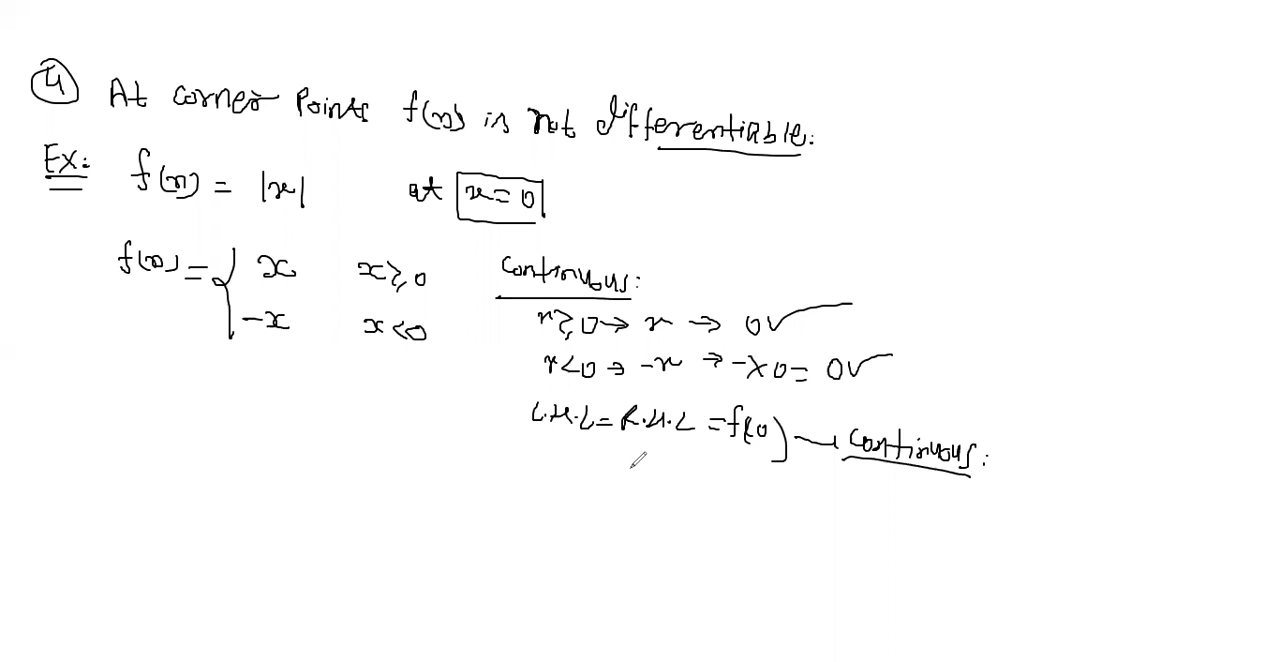 ④ At corner Points f(x) is not differentiable.
Ex: f(x) = |x| at x = 0
f(x) = { x x ≥ 0
-x x < 0
Continuous:
x ≥ 0 → x → 0 ✓
x < 0 → -x → -x0 = 0 ✓
L.H.L = R.H.L = f(0) → continuous: